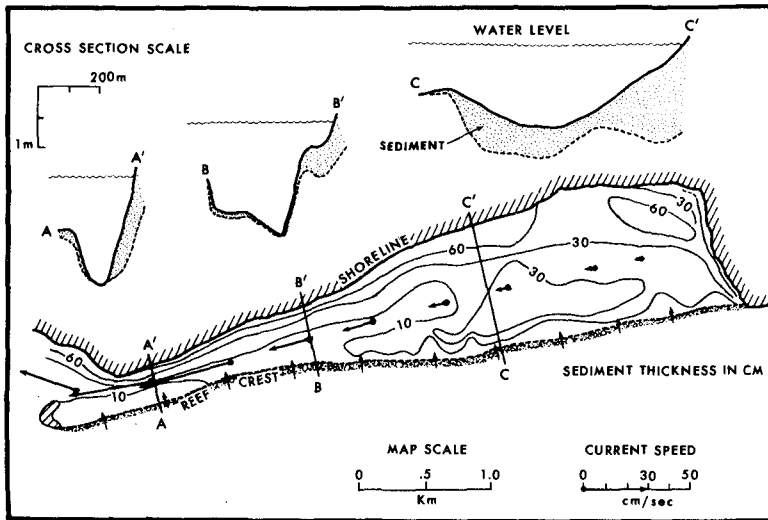 CROSS SECTION SCALE
200m
1m
A
A'
B
B'
WATER LEVEL
C
C'
SEDIMENT
C'
60
30
60
30
SHORELINE
30
B'
10
A'
60
10
A
REEF CREST
B
C
SEDIMENT THICKNESS IN CM
MAP SCALE
0 .5 1.0
Km
CURRENT SPEED
0 30 50
cm/sec